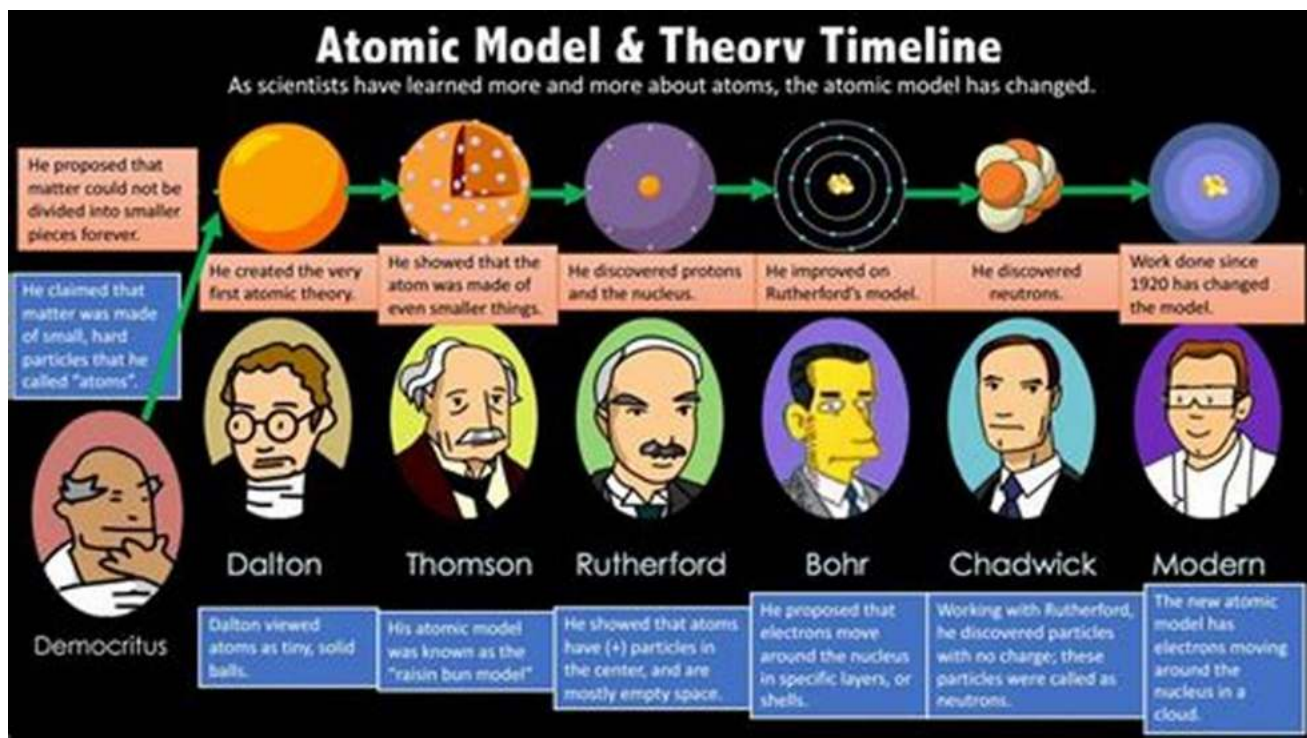 Atomic Model & Theory Timeline
As scientists have learned more and more about atoms, the atomic model has changed.
He proposed that
matter could not be
divided into smaller
pieces forever.
He claimed that
matter was made
of small, hard
particles that he
called "atoms".
Democritus
He created the very
first atomic theory.
Dalton
Dalton viewed
atoms as tiny, solid
balls.
He showed that the
atom was made of
even smaller things.
Thomson
His atomic model
was known as the
"raisin bun model"
He discovered protons
and the nucleus.
Rutherford
He showed that atoms
have (+) particles in
the center, and are
mostly empty space.
He improved on
Rutherford's model.
Bohr
He proposed that
electrons move
around the nucleus
in specific layers, or
shells.
He discovered
neutrons.
Chadwick
Working with Rutherford,
he discovered particles
with no charge; these
particles were called as
neutrons.
Work done since
1920 has changed
the model.
Modern
The new atomic
model has
electrons moving
around the
nucleus in a
cloud.